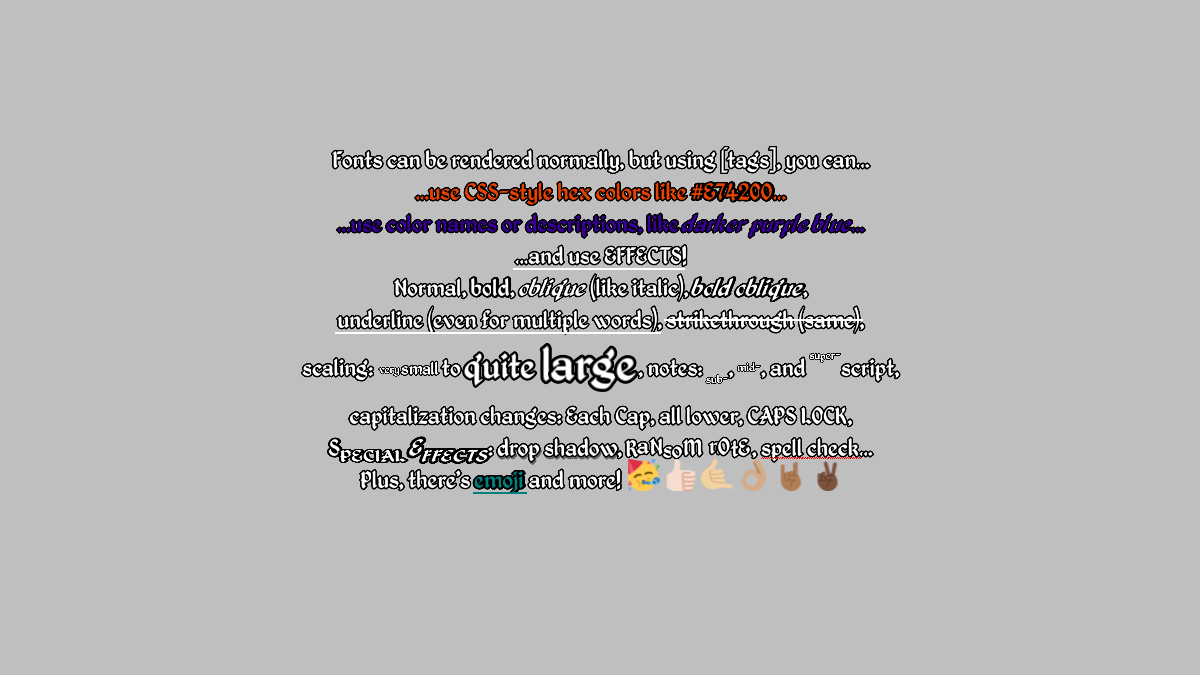 Fonts can be rendered normally, but using [tags], you can...
...use CSS-style hex colors like #E74200...
...use color names or descriptions, like darker purple blue...
...and use EFFECTS!
Normal, bold, oblique (like italic), bold oblique,
underline (even for multiple words), strikethrough (same),
scaling: very small to quite large, notes: sub-, mid-, and super- script,
capitalization changes: Each Cap, all lower, CAPS LOCK,
Special Effects: drop shadow, RaNsoM nOtE, spell check...
Plus, there's emoji and more! 🥳👍🏻🤙🏼👌🏽🤘🏾✌🏿